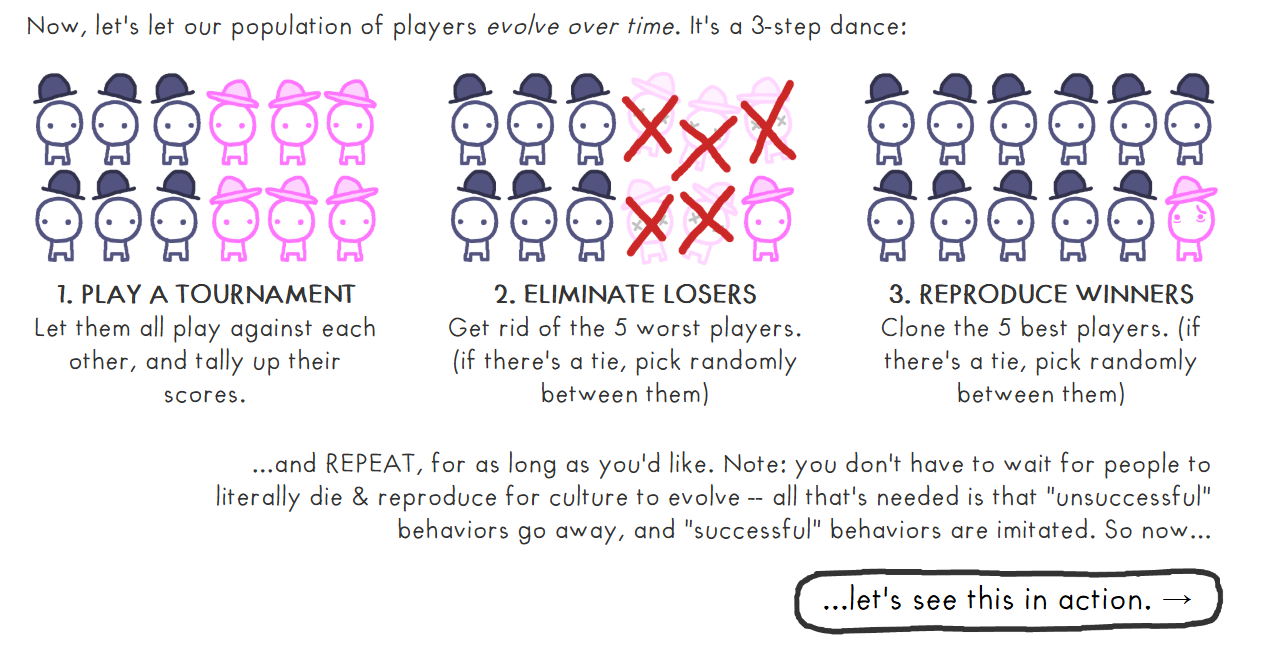 Now, let's let our population of players evolve over time. It's a 3-step dance:
1. PLAY A TOURNAMENT
Let them all play against each
other, and tally up their
scores.
2. ELIMINATE LOSERS
Get rid of the 5 worst players.
(if there's a tie, pick randomly
between them)
3. REPRODUCE WINNERS
Clone the 5 best players. (if
there's a tie, pick randomly
between them)
...and REPEAT, for as long as you'd like. Note: you don't have to wait for people to
literally die & reproduce for culture to evolve -- all that's needed is that "unsuccessful"
behaviors go away, and "successful" behaviors are imitated. So now...
...let's see this in action. →